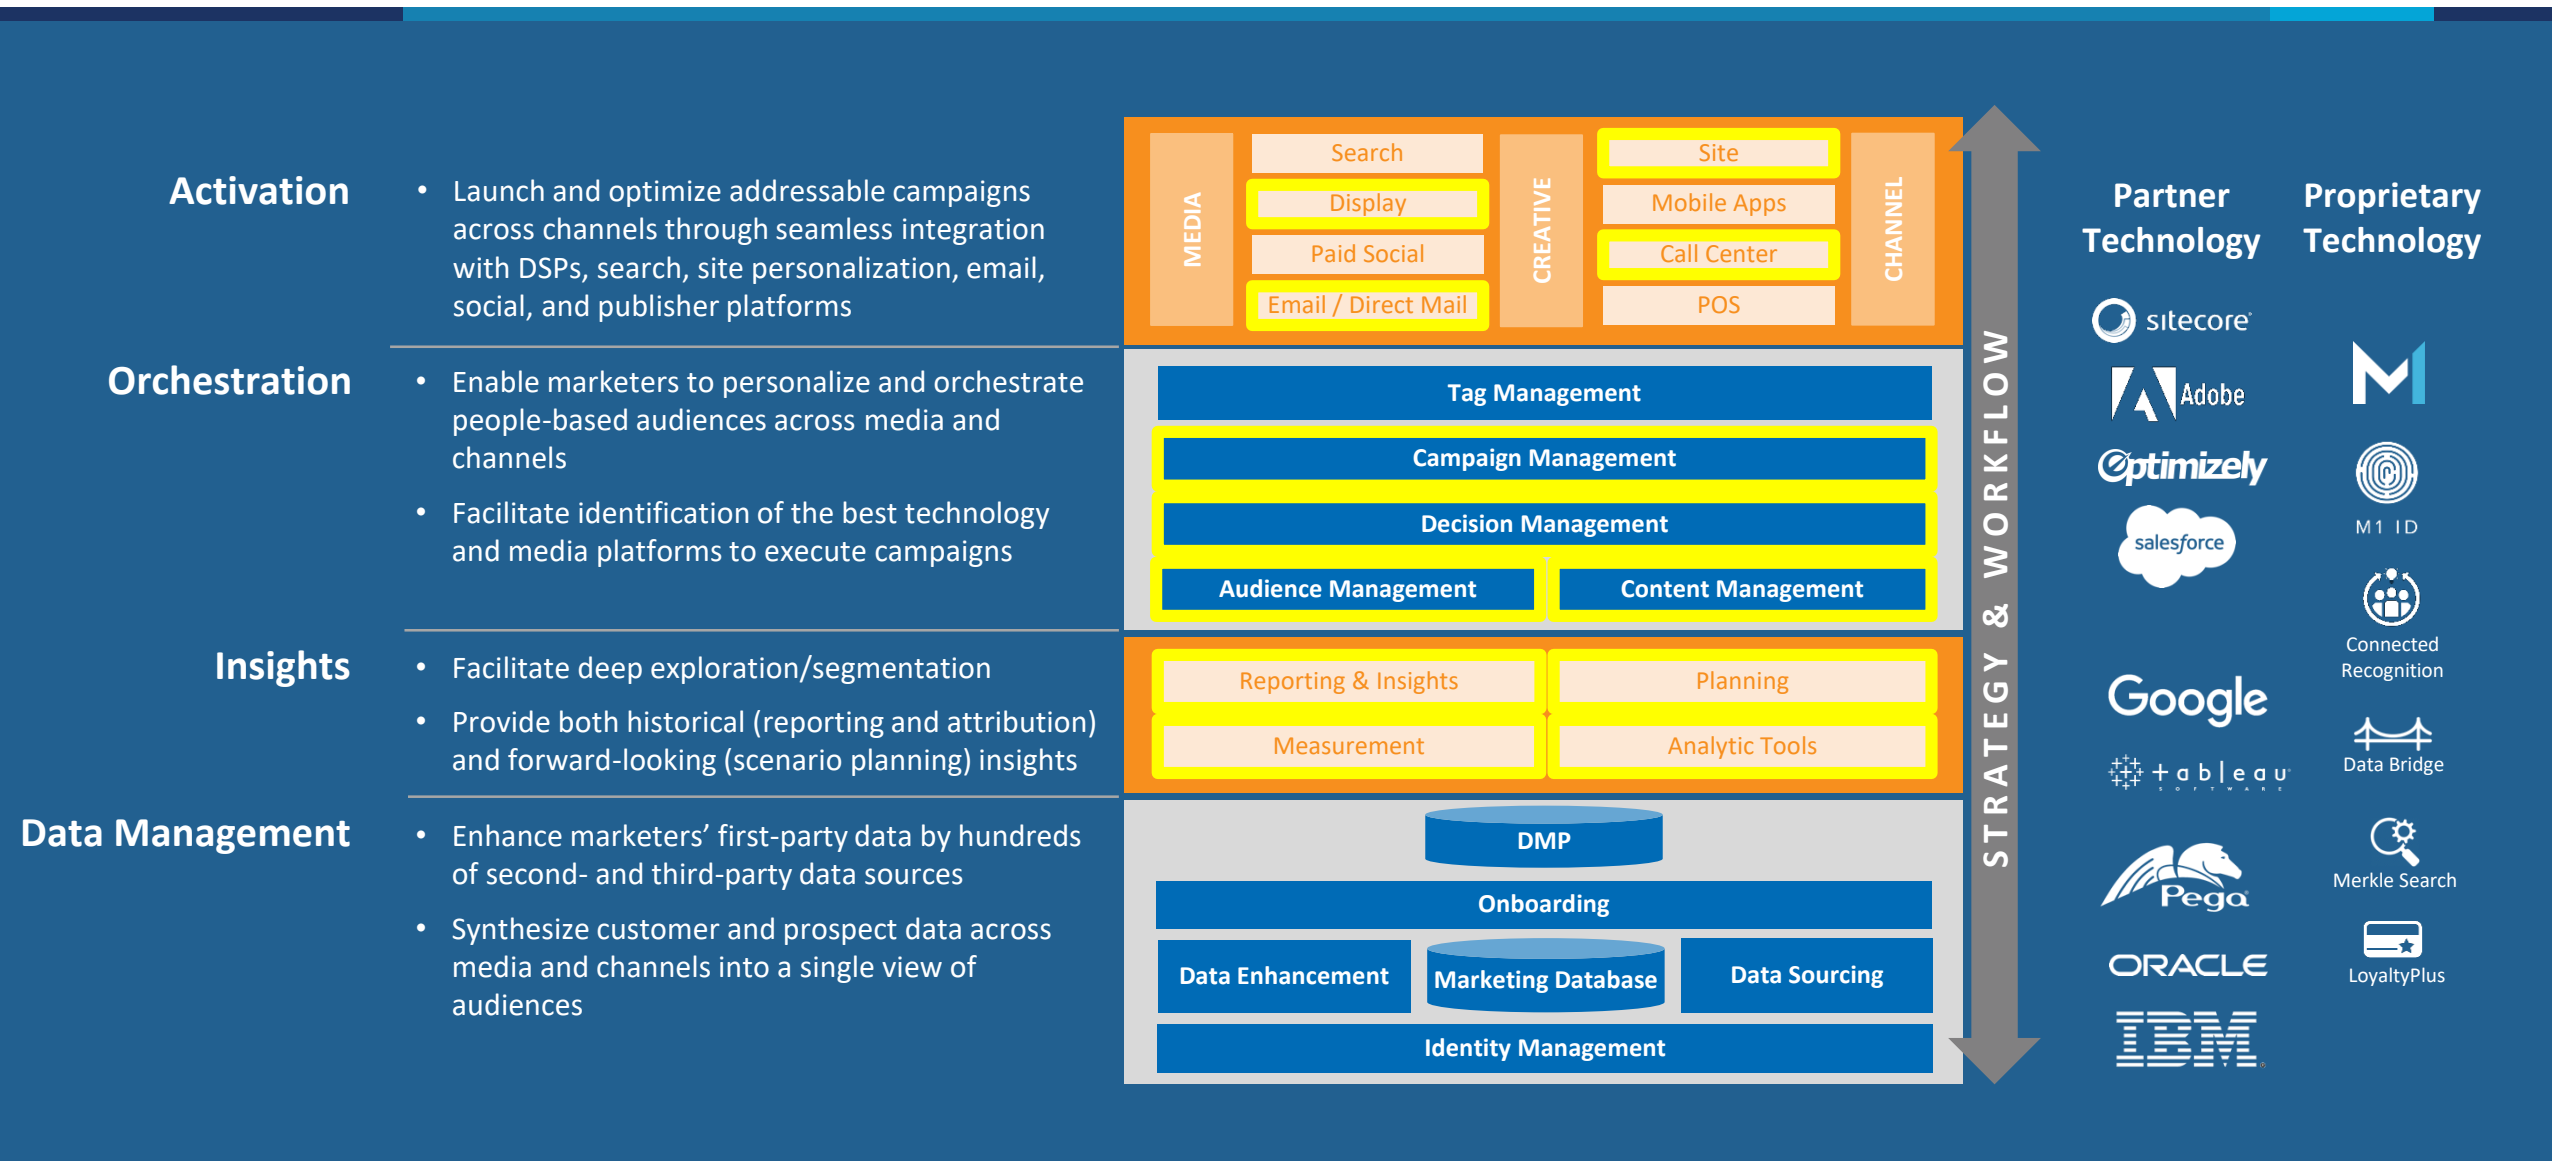 Activation
• Launch and optimize addressable campaigns
across channels through seamless integration
with DSPs, search, site personalization, email,
social, and publisher platforms
Orchestration
• Enable marketers to personalize and orchestrate
people-based audiences across media and
channels
• Facilitate identification of the best technology
and media platforms to execute campaigns
Insights
• Facilitate deep exploration/segmentation
• Provide both historical (reporting and attribution)
and forward-looking (scenario planning) insights
Data Management
• Enhance marketers’ first-party data by hundreds
of second- and third-party data sources
• Synthesize customer and prospect data across
media and channels into a single view of
audiences
MEDIA
Search
Display
Paid Social
Email / Direct Mail
CREATIVE
Site
Mobile Apps
Call Center
POS
CHANNEL
Tag Management
Campaign Management
Decision Management
Audience Management
Content Management
Reporting & Insights
Planning
Measurement
Analytic Tools
DMP
Onboarding
Data Enhancement
Marketing Database
Data Sourcing
Identity Management
STRATEGY & WORKFLOW
Partner
Technology
sitecore
Adobe
Optimizely
salesforce
Google
tableau
SOFTWARE
Pega
ORACLE
IBM
Proprietary
Technology
M1 ID
Connected
Recognition
Data Bridge
Merkle Search
LoyaltyPlus